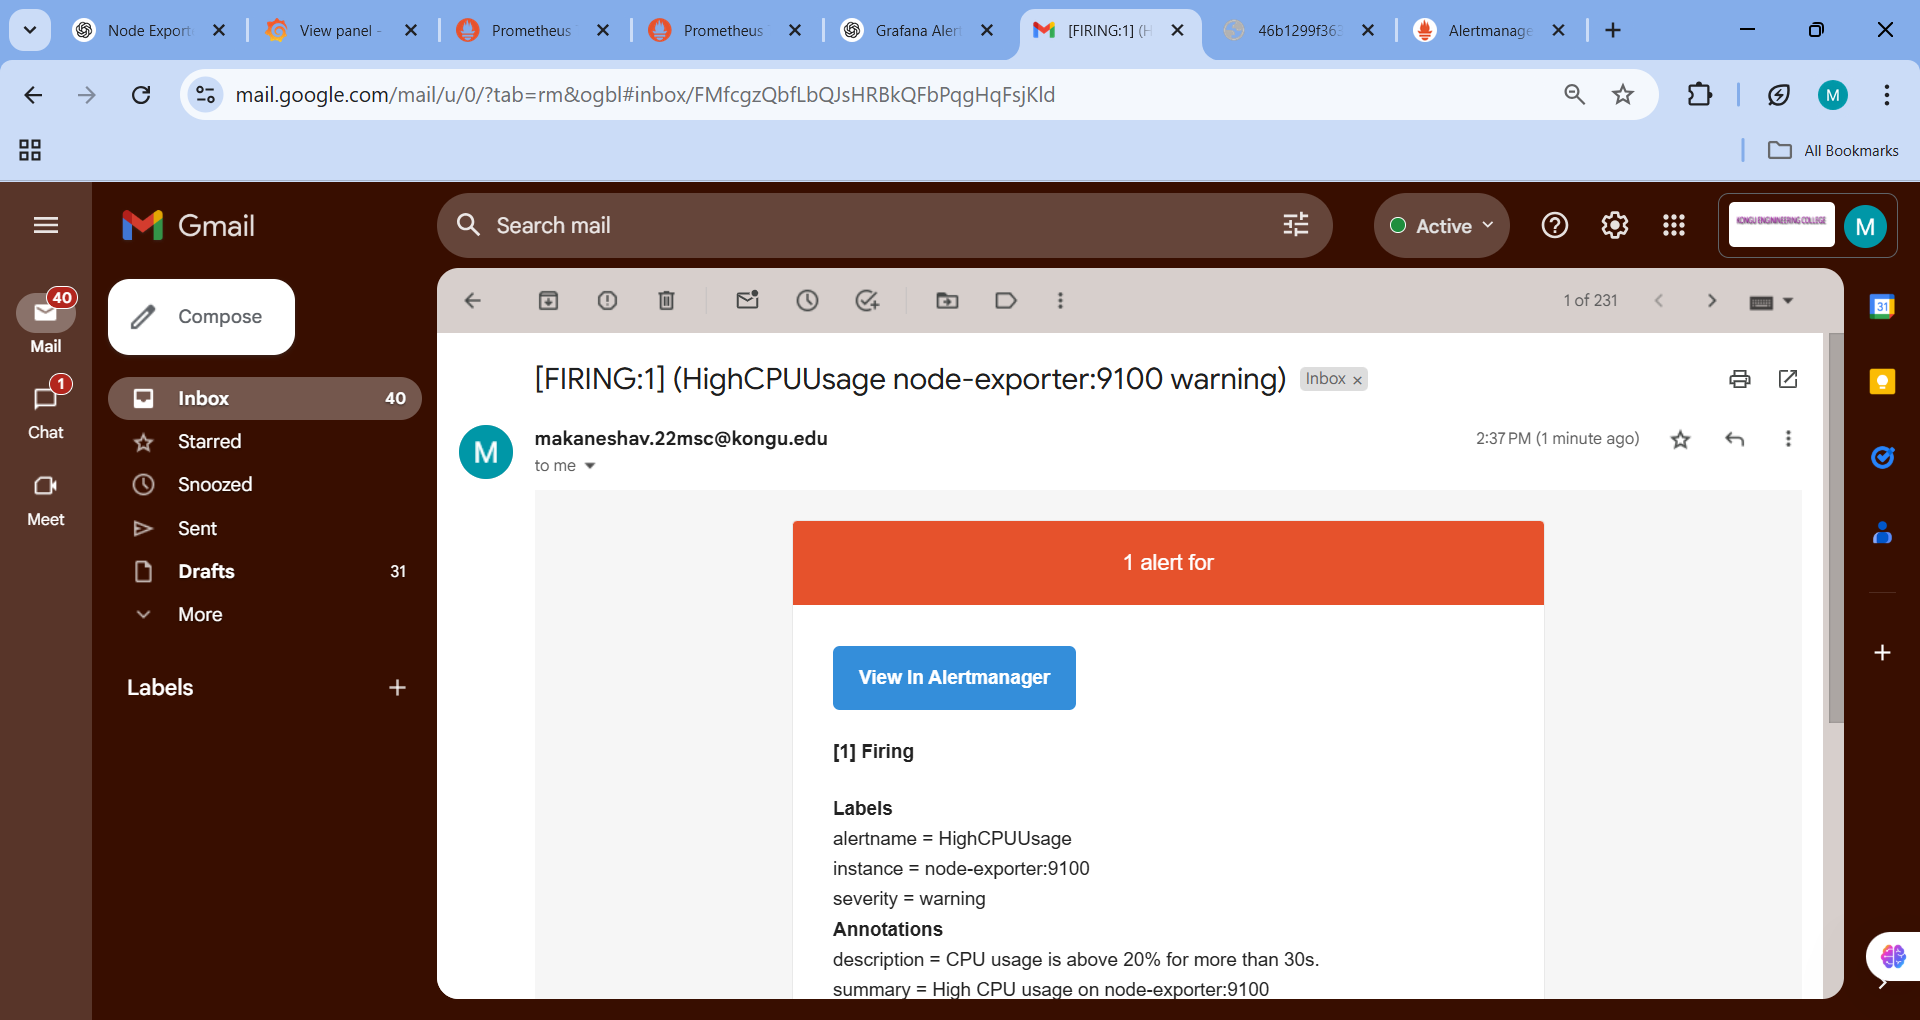 Node Export
View panel -
Prometheus
Prometheus
Grafana Aler
[FIRING:1] (H
46b1299f363
Alertmanage
mail.google.com/mail/u/0/?tab=rm&ogbl#inbox/FMfcgzQbfLbQJsHRBkQFbPqgHqFsjKld
M
All Bookmarks
Gmail
Search mail
Active
KONGU ENGINEERING COLLEGE
M
40
Mail
1
Chat
Meet
Compose
Inbox 40
Starred
Snoozed
Sent
Drafts 31
More
Labels
1 of 231
31
[FIRING:1] (HighCPUUsage node-exporter:9100 warning)
Inbox x
M
makaneshav.22msc@kongu.edu
2:37 PM (1 minute ago)
to me
1 alert for
View In Alertmanager
[1] Firing
Labels
alertname = HighCPUUsage
instance = node-exporter:9100
severity = warning
Annotations
description = CPU usage is above 20% for more than 30s.
summary = High CPU usage on node-exporter:9100